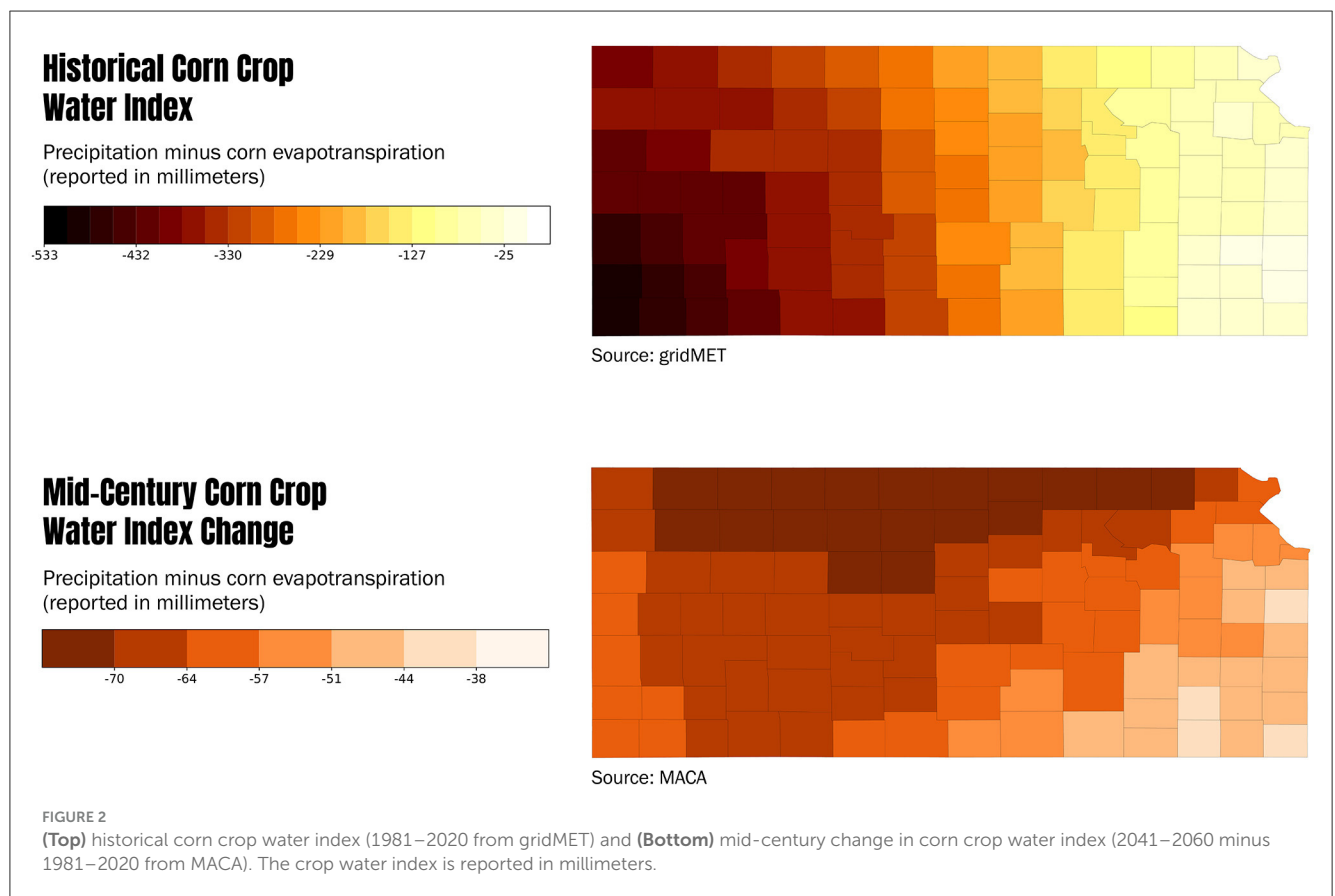 Historical Corn Crop
Water Index
Precipitation minus corn evapotranspiration
(reported in millimeters)
-533 -432 -330 -229 -127 -25
Source: gridMET
Mid-Century Corn Crop
Water Index Change
Precipitation minus corn evapotranspiration
(reported in millimeters)
-70 -64 -57 -51 -44 -38
Source: MACA
FIGURE 2
(Top) historical corn crop water index (1981–2020 from gridMET) and (Bottom) mid-century change in corn crop water index (2041–2060 minus
1981–2020 from MACA). The crop water index is reported in millimeters.